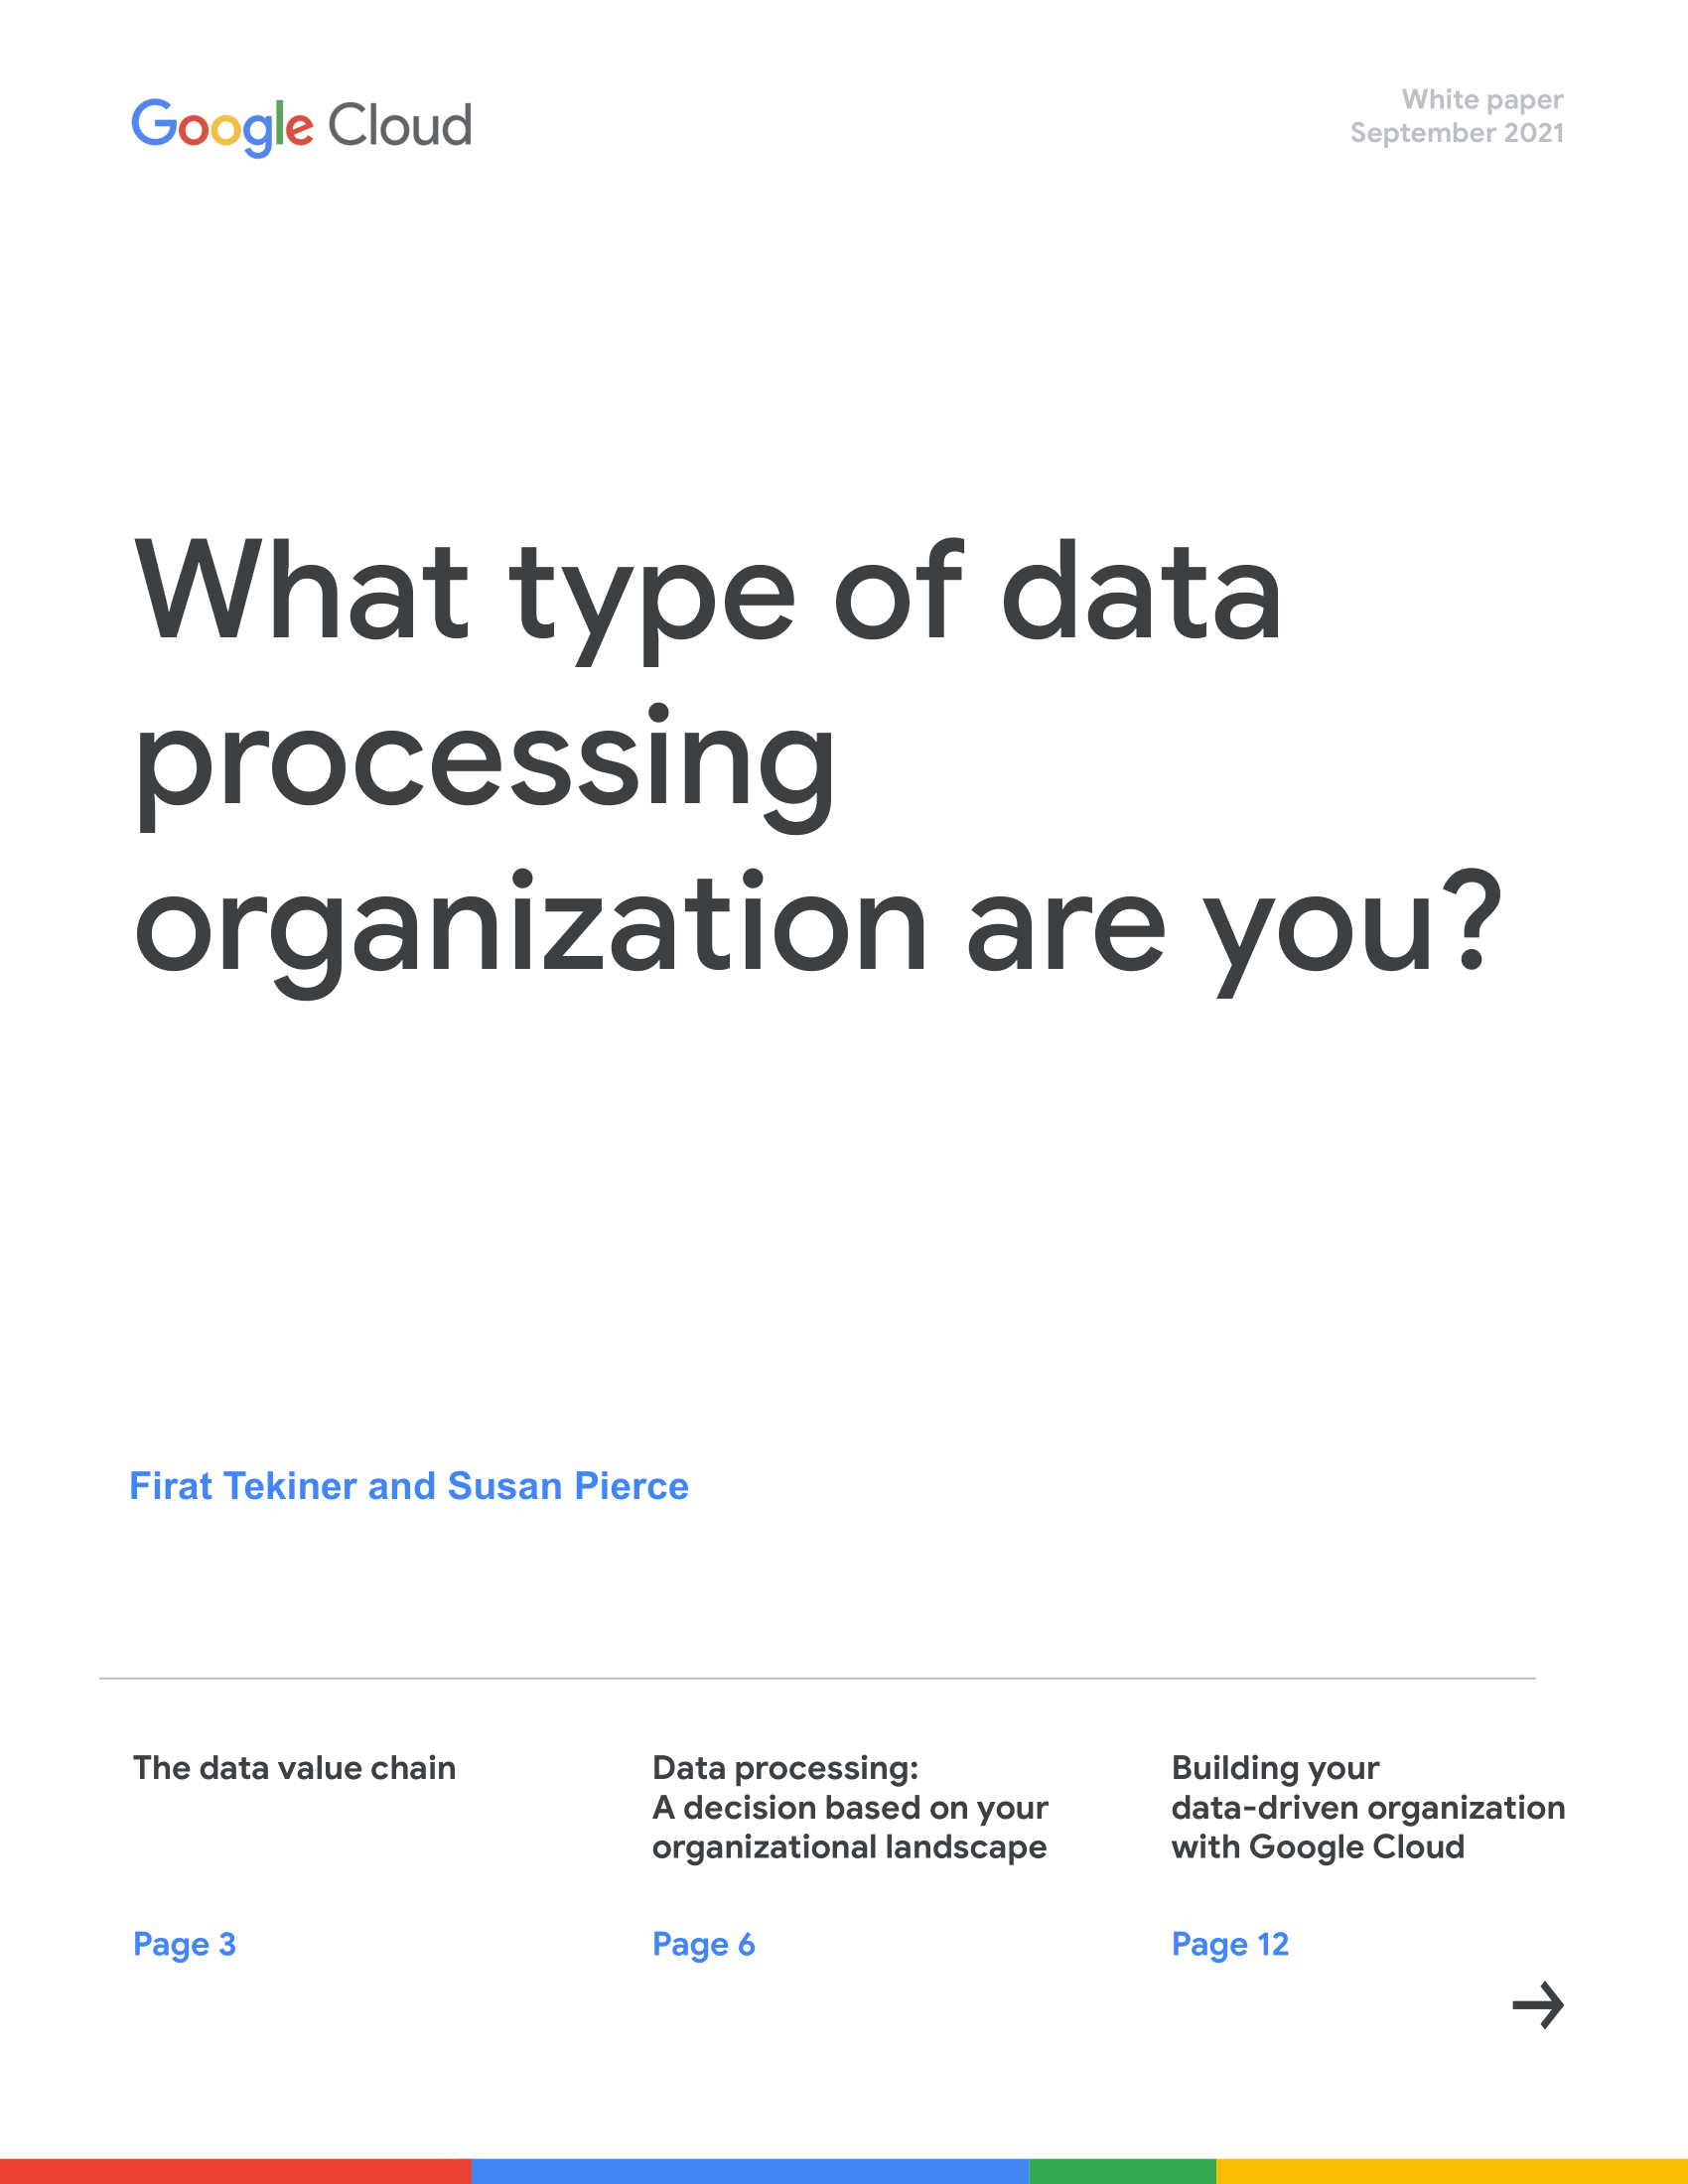 Google Cloud
White paper
September 2021
What type of data
processing
organization are you?
Firat Tekiner and Susan Pierce
The data value chain
Page 3
Data processing:
A decision based on your
organizational landscape
Page 6
Building your
data-driven organization
with Google Cloud
Page 12